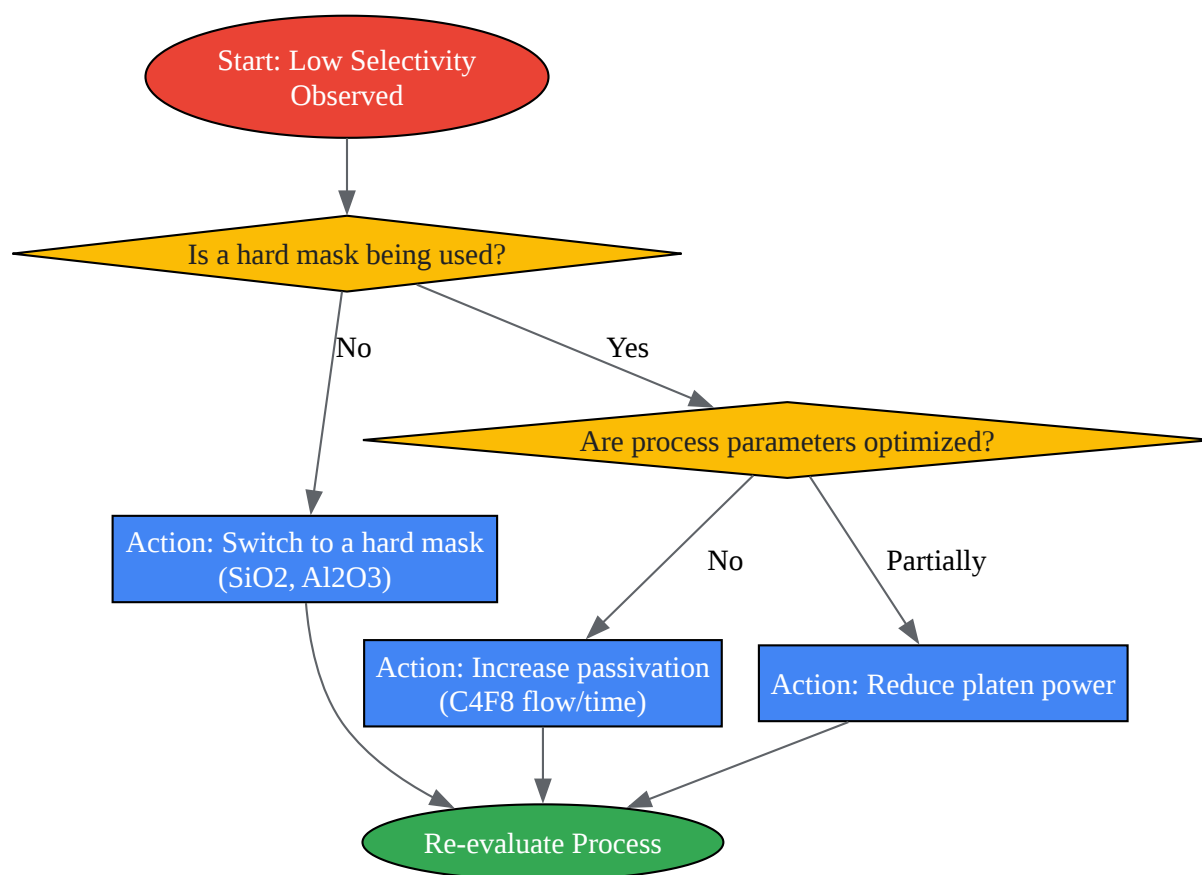 Start: Low Selectivity
Observed
Is a hard mask being used?
No
Yes
Are process parameters optimized?
Action: Switch to a hard mask
(SiO2, Al2O3)
No
Partially
Action: Increase passivation
(C4F8 flow/time)
Action: Reduce platen power
Re-evaluate Process